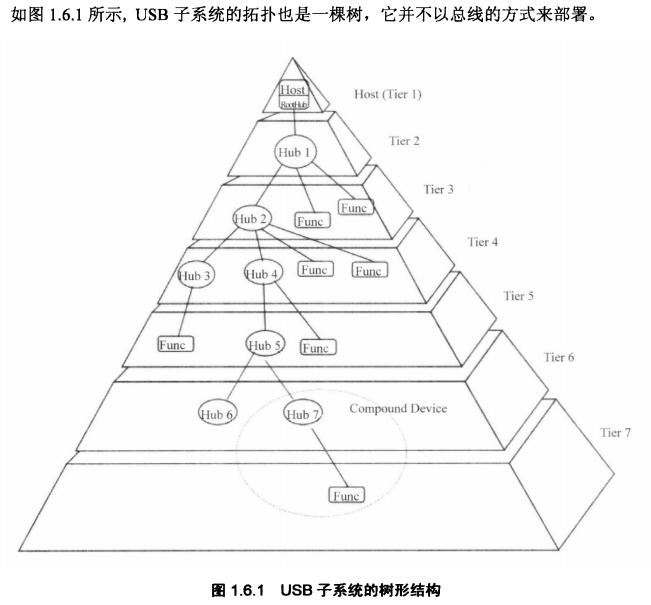 如图 1.6.1 所示, USB 子系统的拓扑也是一棵树，它并不以总线的方式来部署。
Host
RootHub
Host (Tier 1)
Hub 1
Tier 2
Hub 2
Func
Func
Tier 3
Hub 3
Hub 4
Func
Func
Tier 4
Func
Hub 5
Func
Tier 5
Hub 6
Hub 7
Compound Device
Tier 6
Func
Tier 7
图 1.6.1 USB 子系统的树形结构